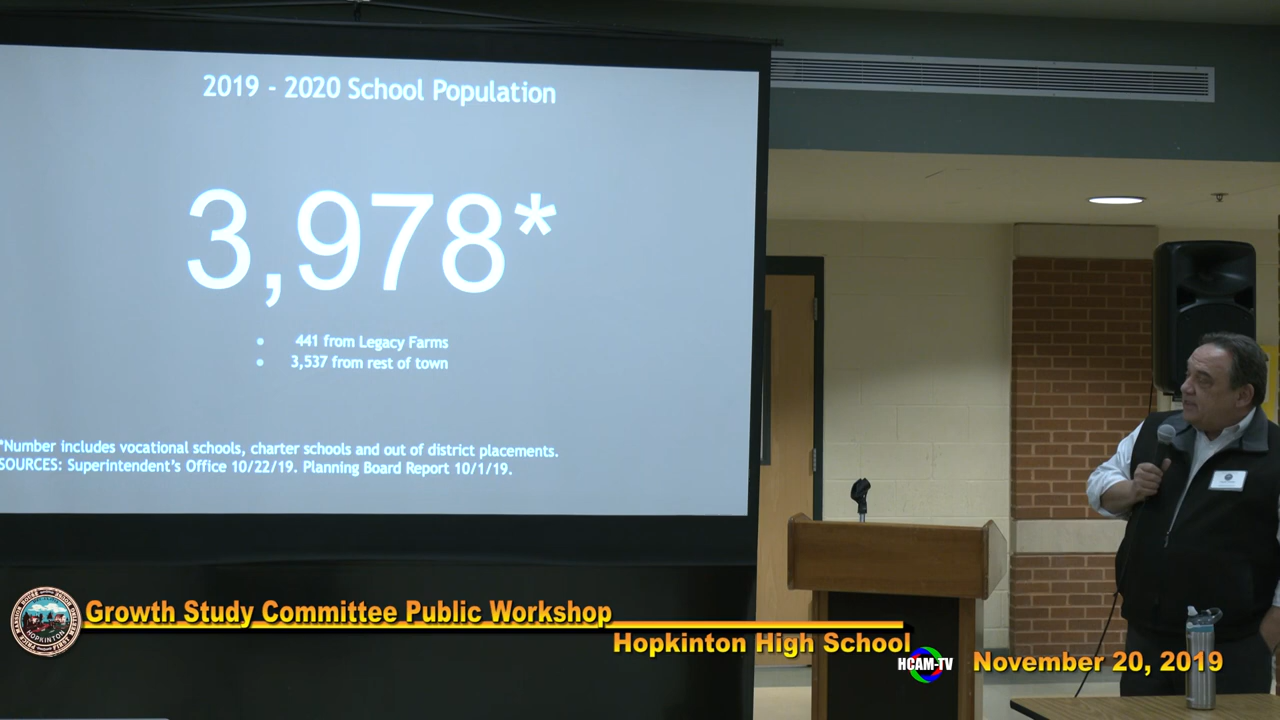 2019 - 2020 School Population
3,978*
• 441 from Legacy Farms
• 3,537 from rest of town
*Number includes vocational schools, charter schools and out of district placements.
SOURCES: Superintendent's Office 10/22/19. Planning Board Report 10/1/19.
HOPKINTON
Growth Study Committee Public Workshop
Hopkinton High School
HCAM-TV
November 20, 2019